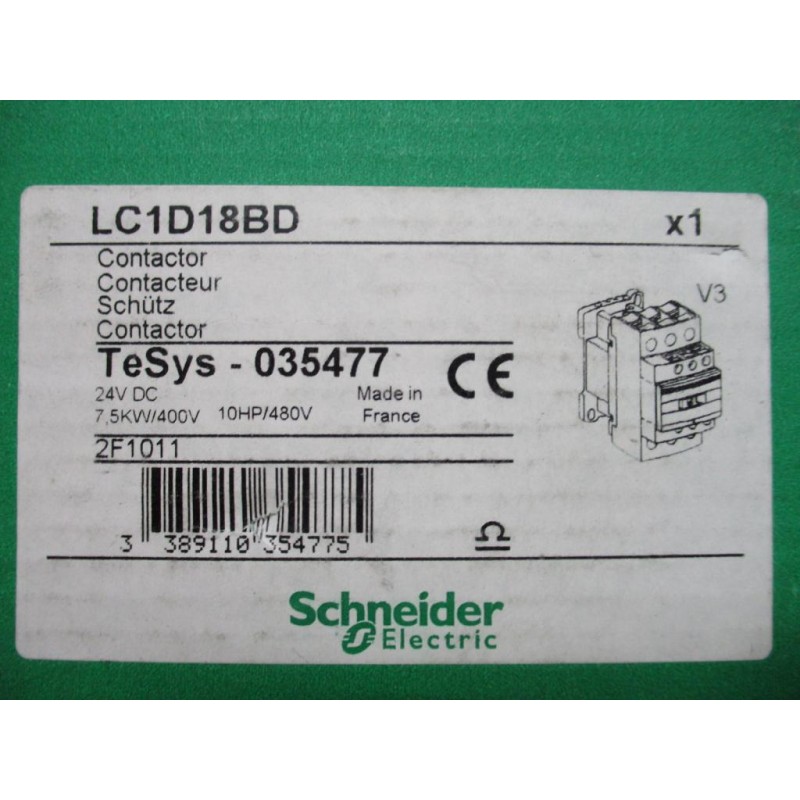 LC1D18BD x1
Contactor
Contacteur
Schütz
Contactor
V3
TeSys - 035477 CE
24V DC Made in
7,5KW/400V 10HP/480V France
2F1011
3 389110 354775
Schneider
Electric